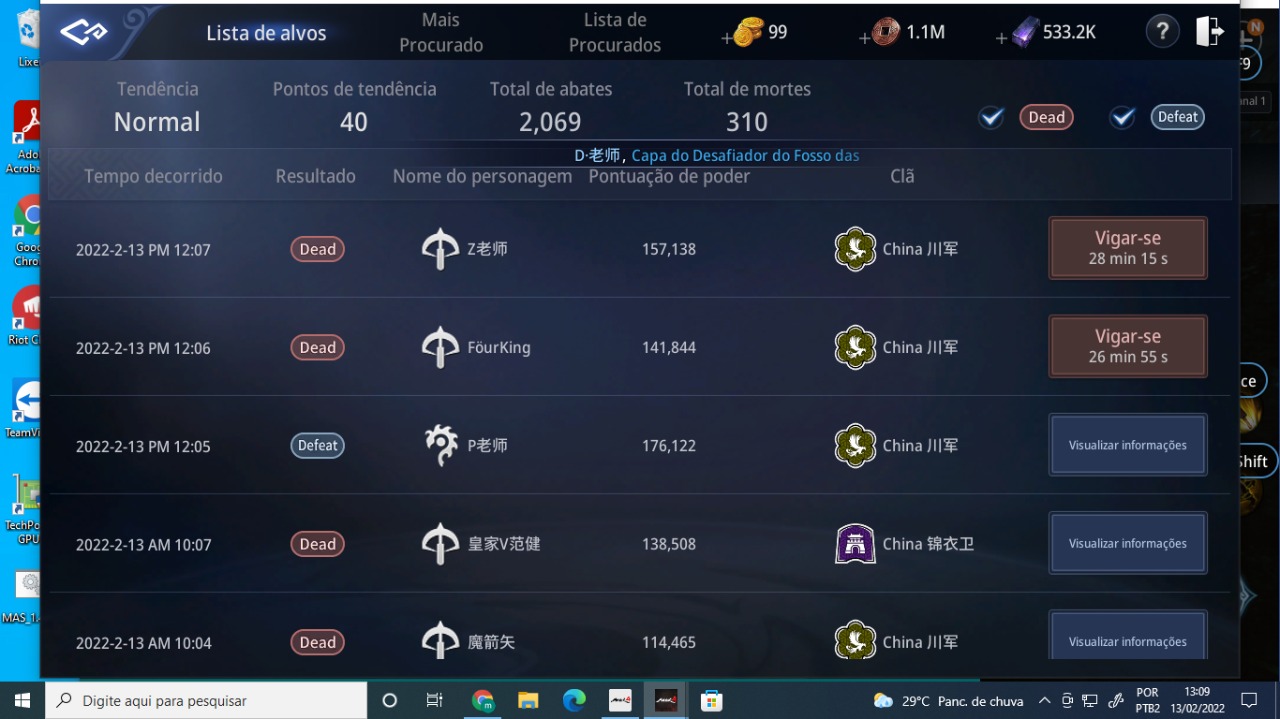 Lista de alvos
Mais
Procurado
Lista de
Procurados
+ 99
+ 1.1M
+ 533.2K
?
Tendência
Pontos de tendência
Total de abates
Total de mortes
Normal
40
2,069
310
Dead
Defeat
D·老师, Capa do Desafiador do Fosso das
Tempo decorrido
Resultado
Nome do personagem
Pontuação de poder
Clã
2022-2-13 PM 12:07
Dead
Z老师
157,138
China 川军
Vigar-se
28 min 15 s
2022-2-13 PM 12:06
Dead
FöurKing
141,844
China 川军
Vigar-se
26 min 55 s
2022-2-13 PM 12:05
Defeat
P老师
176,122
China 川军
Visualizar informações
2022-2-13 AM 10:07
Dead
皇家V范健
138,508
China 锦衣卫
Visualizar informações
2022-2-13 AM 10:04
Dead
魔箭矢
114,465
China 川军
Visualizar informações
Lixe
Ado
Acroba
Goo
Chro
Riot C
TeamVi
TechPo
GPU
MAS_1.
N
F9
nal 1
ce
Shift
Digite aqui para pesquisar
29°C Panc. de chuva
POR
PTB2
13:09
13/02/2022